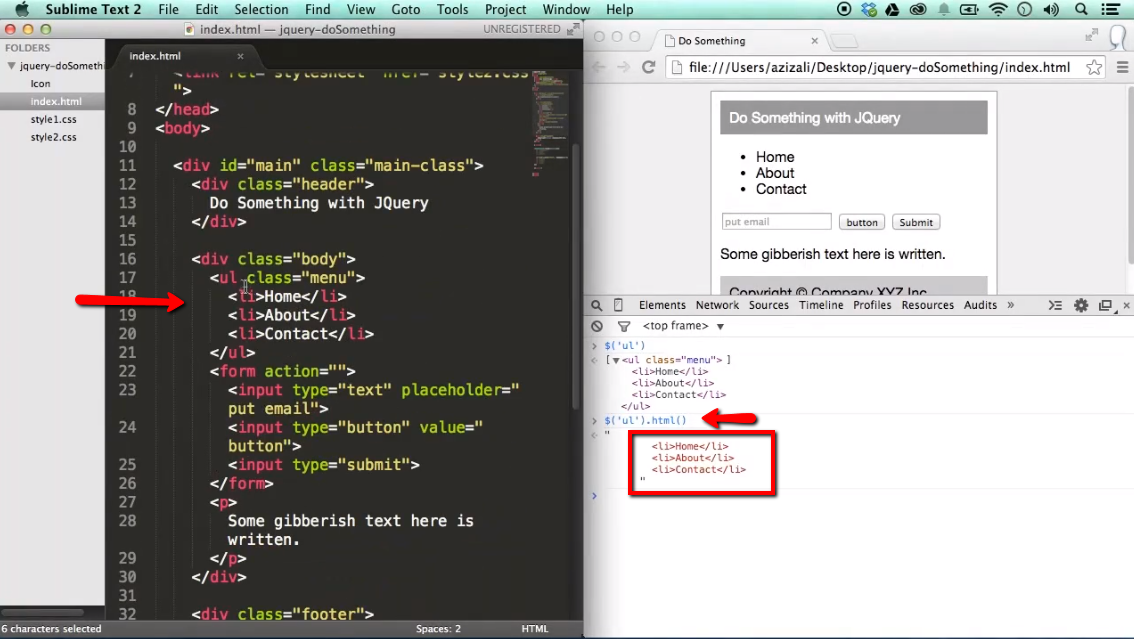 Sublime Text 2 File Edit Selection Find View Goto Tools Project Window Help
index.html — jquery-doSomething UNREGISTERED
FOLDERS
jquery-doSometh
Icon
index.html
style1.css
style2.css
index.html
7 <link rel="stylesheet" href="style2.css
">
8 </head>
9 <body>
10
11 <div id="main" class="main-class">
12 <div class="header">
13 Do Something with JQuery
14 </div>
15
16 <div class="body">
17 <ul class="menu">
18 <li>Home</li>
19 <li>About</li>
20 <li>Contact</li>
21 </ul>
22 <form action="">
23 <input type="text" placeholder="
put email">
24 <input type="button" value="
button">
25 <input type="submit">
26 </form>
27 <p>
28 Some gibberish text here is
written.
29 </p>
30 </div>
31
32 <div class="footer">
6 characters selected Spaces: 2 HTML
Do Something
file:///Users/azizali/Desktop/jquery-doSomething/index.html
Do Something with JQuery
• Home
• About
• Contact
put email button Submit
Some gibberish text here is written.
Copyright © Company XYZ Inc
Elements Network Sources Timeline Profiles Resources Audits »
<top frame> ▼
> $('ul')
[▼<ul class="menu"> ]
<li>Home</li>
<li>About</li>
<li>Contact</li>
</ul>
> $('ul').html()
"
<li>Home</li>
<li>About</li>
<li>Contact</li>
"
>